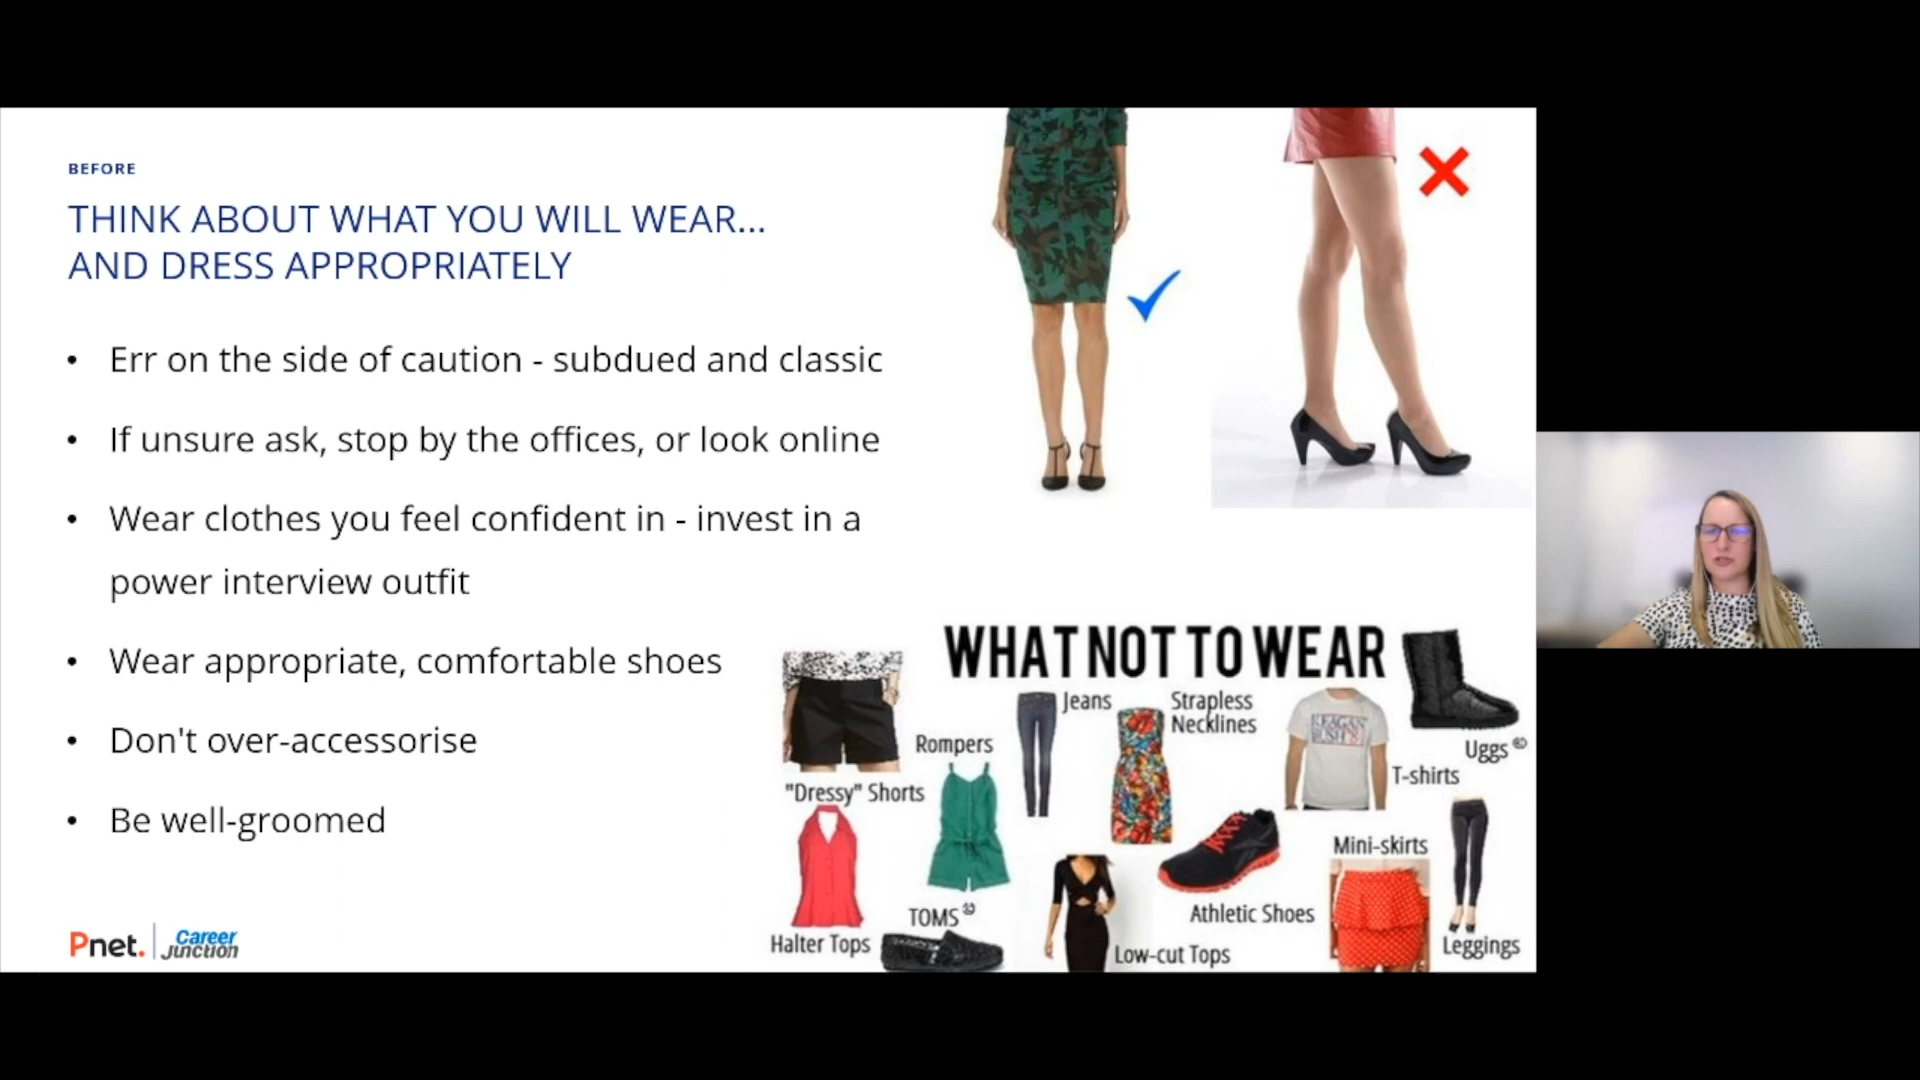 BEFORE
THINK ABOUT WHAT YOU WILL WEAR...
AND DRESS APPROPRIATELY
• Err on the side of caution - subdued and classic
• If unsure ask, stop by the offices, or look online
• Wear clothes you feel confident in - invest in a
power interview outfit
• Wear appropriate, comfortable shoes
• Don't over-accessorise
• Be well-groomed
WHAT NOT TO WEAR
"Dressy" Shorts
Rompers
Jeans
Strapless
Necklines
REAGAN
BUSH
T-shirts
Uggs ©
Halter Tops
TOMS ©
Low-cut Tops
Athletic Shoes
Mini-skirts
Leggings
Pnet.
Career
Junction